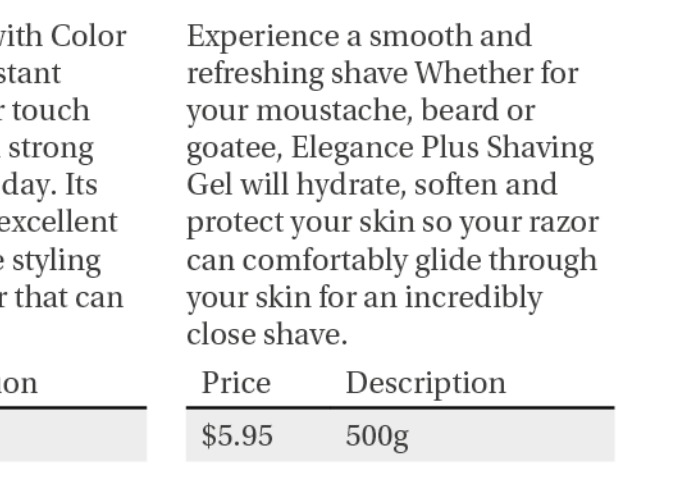 with Color
stant
r touch
strong
day. Its
excellent
e styling
r that can
ion
Experience a smooth and
refreshing shave Whether for
your moustache, beard or
goatee, Elegance Plus Shaving
Gel will hydrate, soften and
protect your skin so your razor
can comfortably glide through
your skin for an incredibly
close shave.
Price Description
$5.95 500g